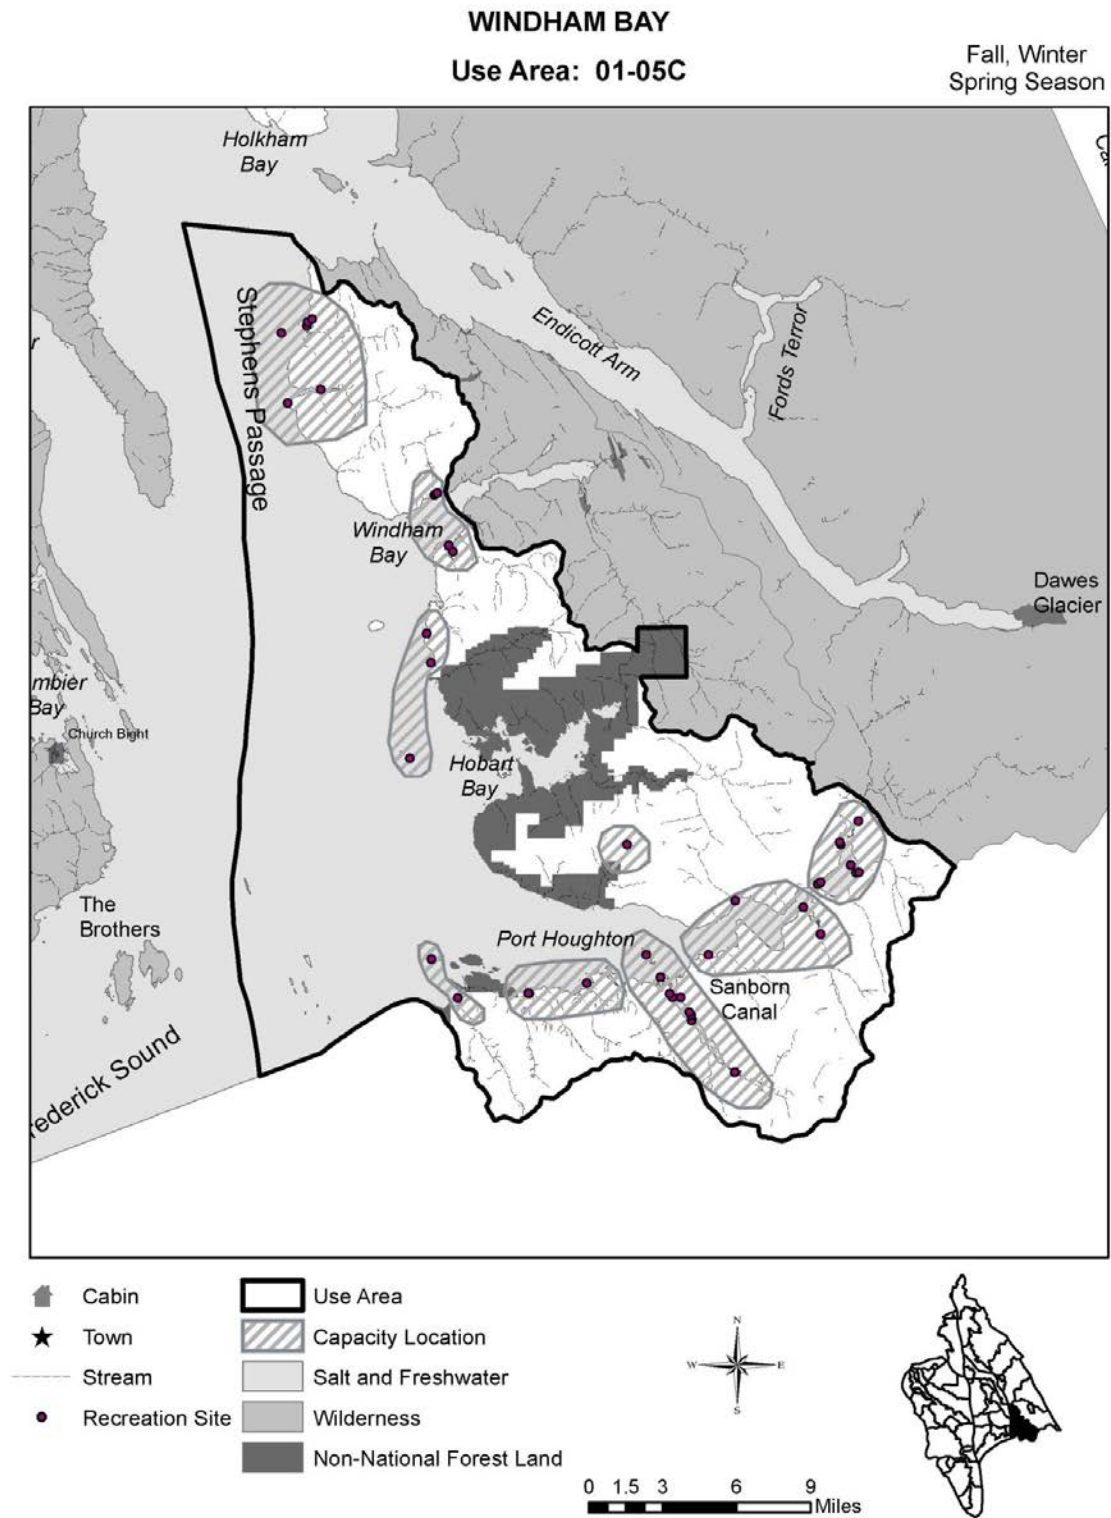 WINDHAM BAY
Use Area: 01-05C
Fall, Winter
Spring Season
Holkham
Bay
Stephens Passage
Endicott Arm
Fords Terror
Windham
Bay
Dawes
Glacier
mbier
Bay
Church Bight
Hobart
Bay
The
Brothers
Port Houghton
Sanborn
Canal
rederick Sound
Cabin
Town
Stream
Recreation Site
Use Area
Capacity Location
Salt and Freshwater
Wilderness
Non-National Forest Land
N
W E
S
0 1.5 3 6 9
Miles